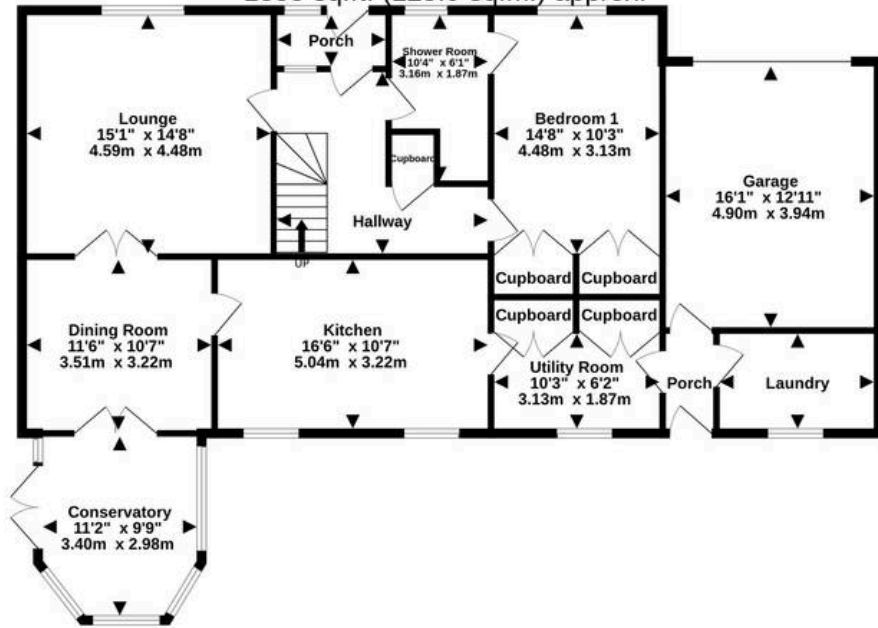 Porch
Shower Room
10'4" x 6'1"
3.16m x 1.87m
Lounge
15'1" x 14'8"
4.59m x 4.48m
Bedroom 1
14'8" x 10'3"
4.48m x 3.13m
Cupboard
Garage
16'1" x 12'11"
4.90m x 3.94m
Hallway
UP
Cupboard
Cupboard
Cupboard
Cupboard
Dining Room
11'6" x 10'7"
3.51m x 3.22m
Kitchen
16'6" x 10'7"
5.04m x 3.22m
Utility Room
10'3" x 6'2"
3.13m x 1.87m
Porch
Laundry
Conservatory
11'2" x 9'9"
3.40m x 2.98m